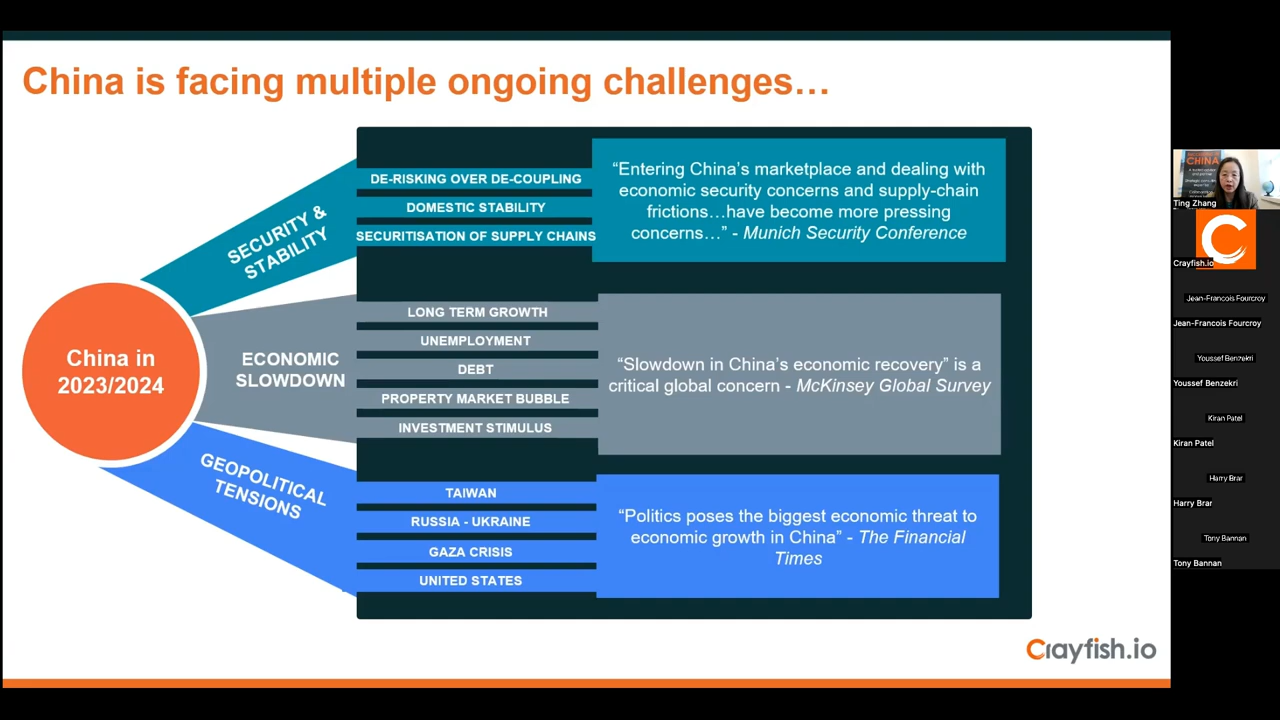 China is facing multiple ongoing challenges…
China in
2023/2024
SECURITY &
STABILITY
DE-RISKING OVER DE-COUPLING
DOMESTIC STABILITY
SECURITISATION OF SUPPLY CHAINS
“Entering China’s marketplace and dealing with
economic security concerns and supply-chain
frictions…have become more pressing
concerns…” - Munich Security Conference
ECONOMIC
SLOWDOWN
LONG TERM GROWTH
UNEMPLOYMENT
DEBT
PROPERTY MARKET BUBBLE
INVESTMENT STIMULUS
“Slowdown in China’s economic recovery” is a
critical global concern - McKinsey Global Survey
GEOPOLITICAL
TENSIONS
TAIWAN
RUSSIA - UKRAINE
GAZA CRISIS
UNITED STATES
“Politics poses the biggest economic threat to
economic growth in China” - The Financial
Times
Crayfish.io
CHINA
Ting Zhang
Crayfish.io
Jean-Francois Fourcroy
Jean-Francois Fourcroy
Youssef Benzekri
Youssef Benzekri
Kiran Patel
Kiran Patel
Harry Brar
Harry Brar
Tony Bannan
Tony Bannan